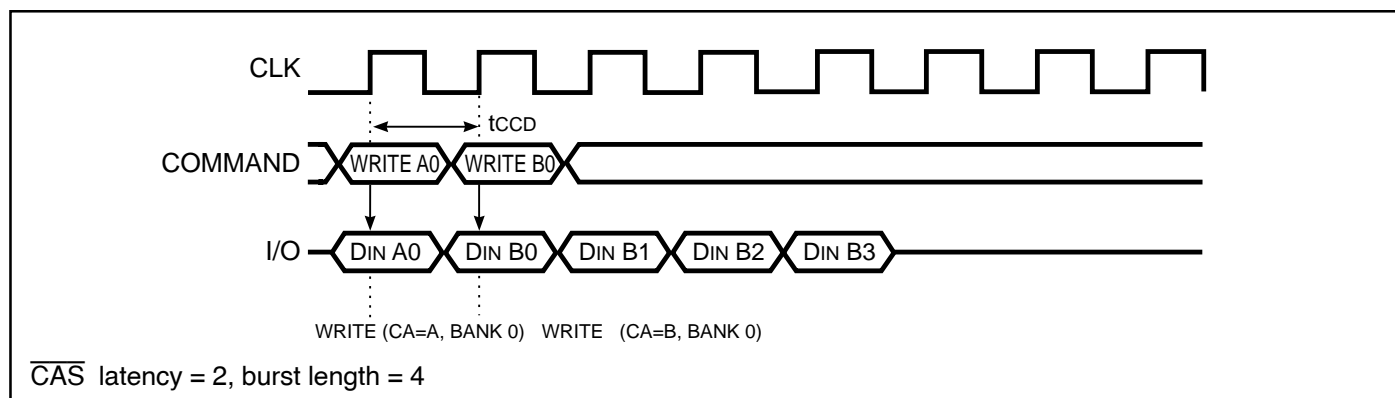 CLK
tCCD
COMMAND WRITE A0 WRITE B0
I/O DIN A0 DIN B0 DIN B1 DIN B2 DIN B3
WRITE (CA=A, BANK 0) WRITE (CA=B, BANK 0)
CAS latency = 2, burst length = 4